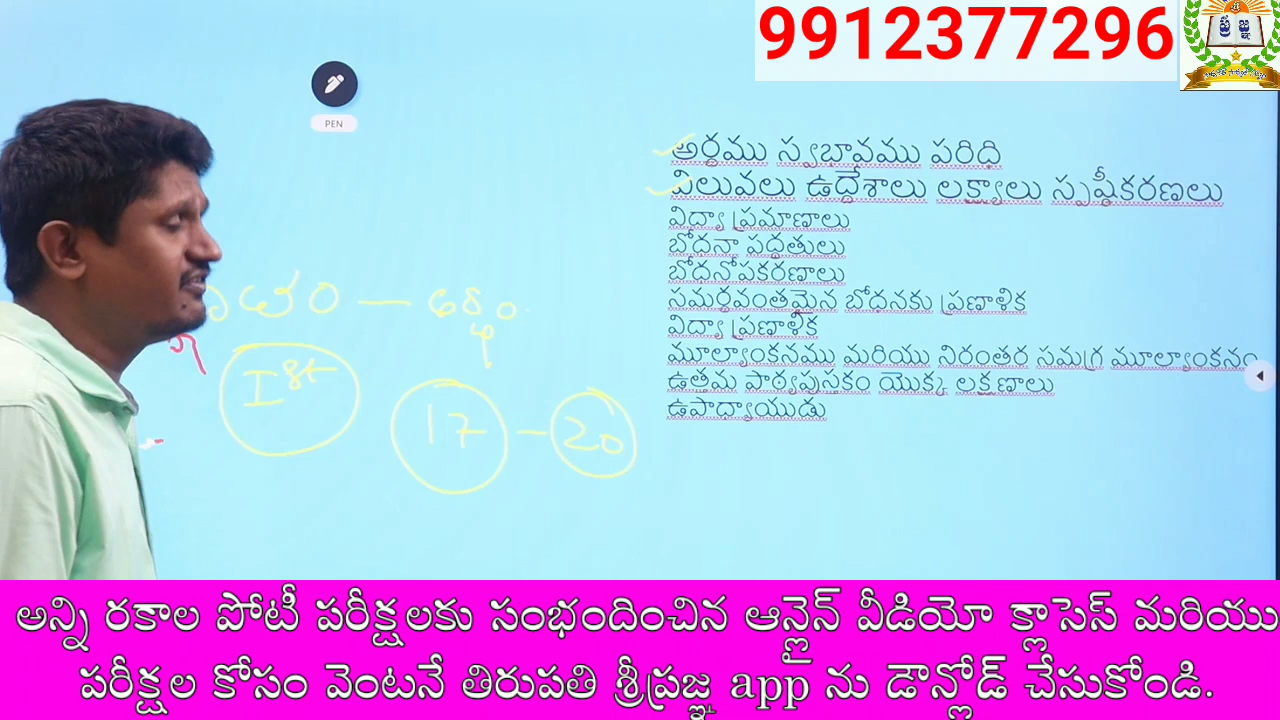 9912377296
ప్రజ్ఞ
PEN
అర్థము స్వభావము పరిధి
విలువలు ఉద్దేశాలు లక్ష్యాలు స్పష్టీకరణలు
విద్యా ప్రమాణాలు
బోధనా పద్ధతులు
బోధనోపకరణాలు
సమర్థవంతమైన బోధనకు ప్రణాళిక
విద్యా ప్రణాళిక
మూల్యాంకనము మరియు నిరంతర సమగ్ర మూల్యాంకనం
ఉత్తమ పాఠ్యపుస్తకం యొక్క లక్షణాలు
ఉపాధ్యాయుడు
I st
17 - 20
అన్ని రకాల పోటీ పరీక్షలకు సంభందించిన ఆన్లైన్ వీడియో క్లాసెస్ మరియు
పరీక్షల కోసం వెంటనే తిరుపతి శ్రీప్రజ్ఞ app ను డౌన్లోడ్ చేసుకోండి.